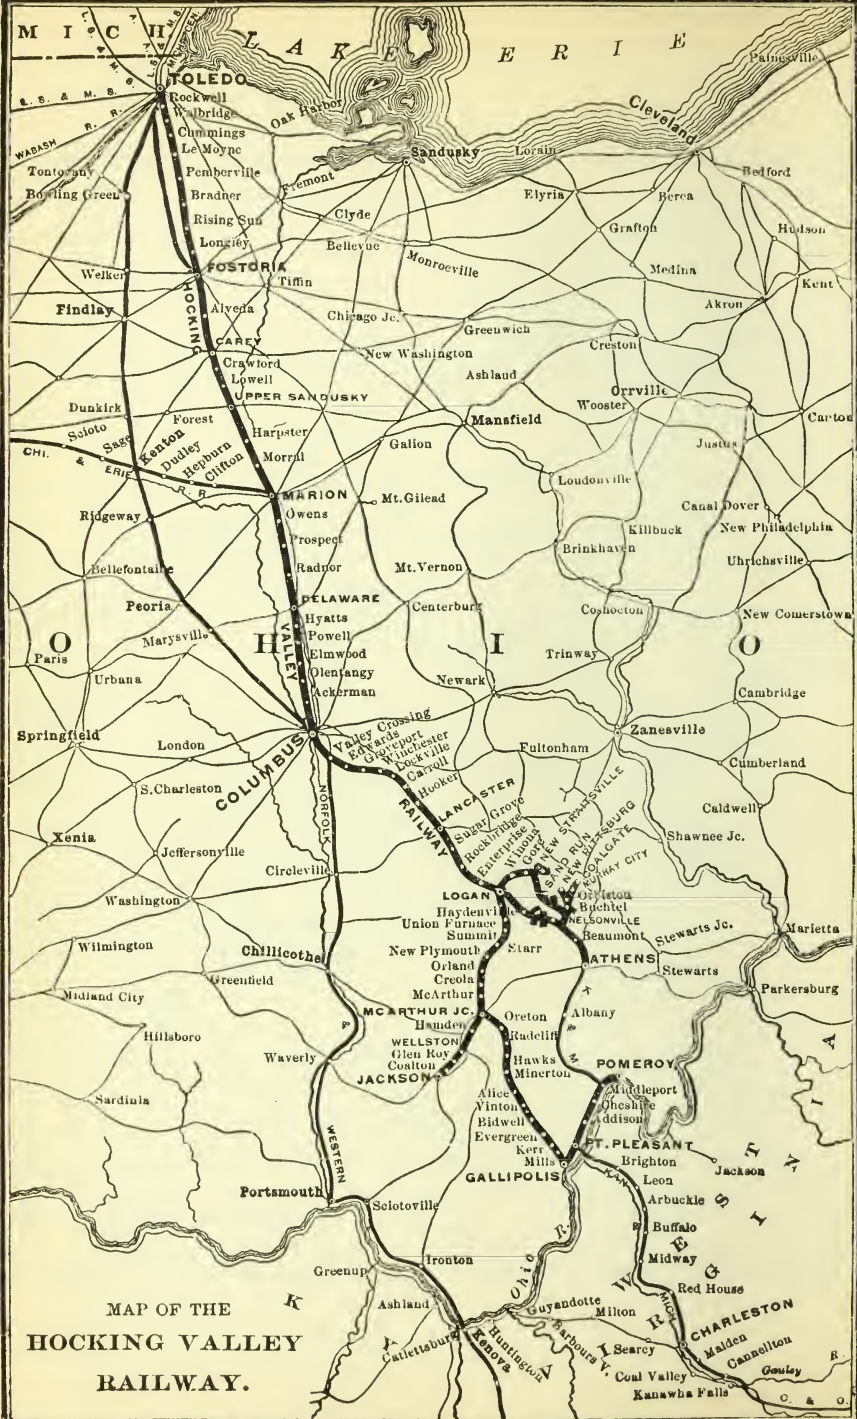 MICH
LAKE ERIE
L.S. & M.S.
WABASH R. R.
TOLEDO
Rockwell
Walbridge
Cummings
Le Moyne
Pemberville
Bradner
Rising Sun
Longley
FOSTORIA
Tontogany
Bowling Green
Welker
Findlay
Oak Harbor
Fremont
Sandusky
Lorain
Cleveland
Painesville
Bedford
Elyria
Berea
Clyde
Bellevue
Monroeville
Grafton
Hudson
Medina
Kent
Akron
Tiffin
Alveda
Chicago Jc.
Greenwich
Creston
CAREY
Crawford
Lowell
New Washington
Ashland
UPPER SANDUSKY
Orrville
Wooster
Dunkirk
Forest
Scioto
Sage
Kenton
Dudley
Hepburn
Clifton
Harpster
Morral
Galion
Mansfield
Justus
Canton
CHI. & ERIE R. R.
MARION
Owens
Prospect
Radnor
Mt. Gilead
Loudonville
Canal Dover
New Philadelphia
Killbuck
Brinkhaven
Uhrichsville
Ridgeway
Bellefontaine
Mt. Vernon
Peoria
DELAWARE
Centerburg
Coshocton
New Comerstown
Hyatts
Powell
Elmwood
Olentangy
Ackerman
Marysville
OHIO
Paris
Urbana
Trinway
Newark
Cambridge
Springfield
London
COLUMBUS
HOCKING VALLEY RAILWAY
Valley Crossing
Edwards
Groveport
Winchester
Lockville
Carroll
Hooker
Fultonham
Zanesville
Cumberland
S. Charleston
LANCASTER
Sugar Grove
Rockbridge
Enterprise
Winona
Gore
NEW STRAITSVILLE
SAND RUN
NEW PITTSBURG
COALGATE
MURRAY CITY
Caldwell
Shawnee Jc.
Xenia
Jeffersonville
Circleville
Washington
LOGAN
Orbiston
Buchtel
NELSONVILLE
Haydenville
Union Furnace
Summit
Starr
Beaumont
Stewarts Jc.
Marietta
Wilmington
Chillicothe
New Plymouth
Orland
Creola
McArthur
ATHENS
Stewarts
Greenfield
Midland City
Parkersburg
MCARTHUR JC.
Hamden
Oreton
Radcliff
Albany
K & M
Hillsboro
WELLSTON
Glen Roy
Coalton
JACKSON
Waverly
Hawks
Minerton
POMEROY
Middleport
Cheshire
Addison
Sardinia
Alice
Vinton
Bidwell
Evergreen
Kerr
Mills
GALLIPOLIS
PT. PLEASANT
Brighton
Leon
Arbuckle
Buffalo
Midway
Red House
Jackson
NORFOLK & WESTERN
Portsmouth
Sciotoville
Greenup
Ironton
Ashland
Catlettsburg
Kenova
Huntington
Guyandotte
Barbours V.
Milton
Searcy
Ohio R.
KAN. & MICH
WEST VIRGINIA
KY
CHARLESTON
Malden
Cannellton
Coal Valley
Kanawha Falls
Gauley R.
C. & O.
MAP OF THE
HOCKING VALLEY
RAILWAY.